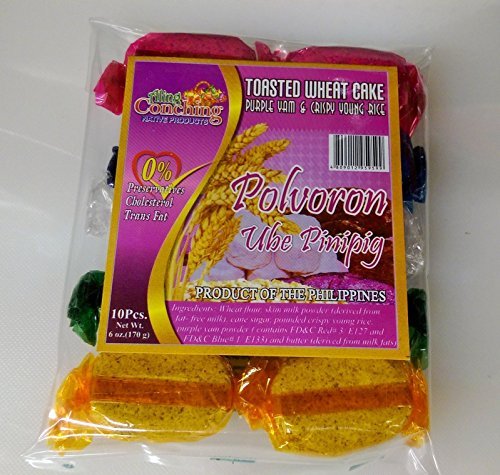 Aling
Conching
NATIVE PRODUCTS
TOASTED WHEAT CAKE
PURPLE YAM & CRISPY YOUNG RICE
0%
Preservatives
Cholesterol
Trans Fat
Polvoron
Ube Pinipig
PRODUCT OF THE PHILIPPINES
10Pcs.
Net Wt.
6 oz.(170 g)
Ingredients: Wheat flour, skim milk powder (derived from
fat- free milk), cane sugar, pounded crispy young rice,
purple yam powder ( contains FD&C Red# 3, E127 and
FD&C Blue# 1, E133) and butter (derived from milk fats)